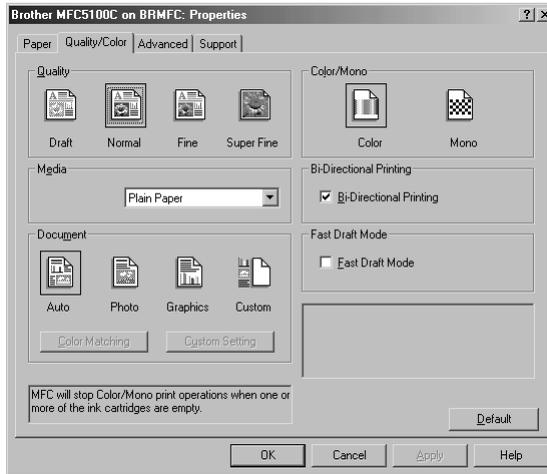 Brother MFC5100C on BRMFC: Properties
Paper Quality/Color Advanced Support
Quality
Draft Normal Fine Super Fine
Color/Mono
Color Mono
Media
Plain Paper
Bi-Directional Printing
Bi-Directional Printing
Document
Auto Photo Graphics Custom
Color Matching Custom Setting
Fast Draft Mode
Fast Draft Mode
MFC will stop Color/Mono print operations when one or
more of the ink cartridges are empty.
Default
OK Cancel Apply Help